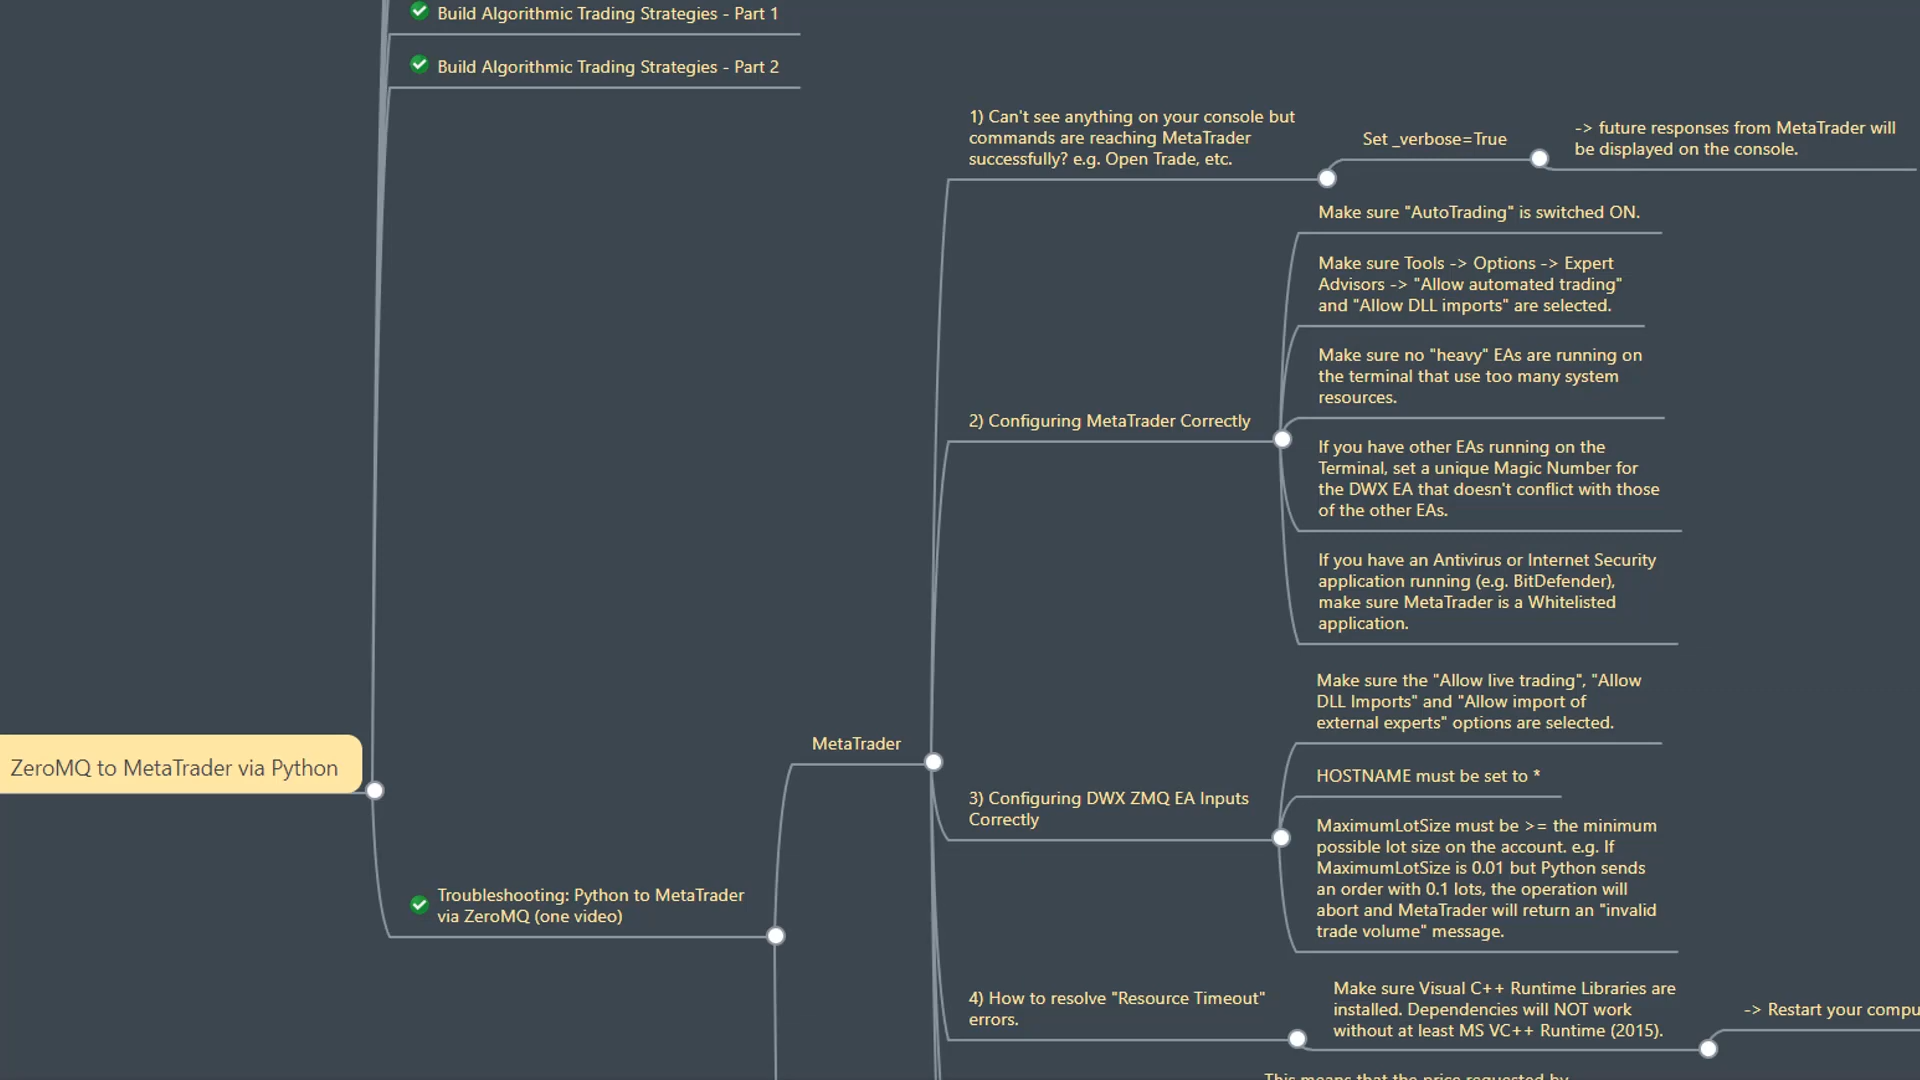 Build Algorithmic Trading Strategies - Part 1
Build Algorithmic Trading Strategies - Part 2
1) Can't see anything on your console but
commands are reaching MetaTrader
successfully? e.g. Open Trade, etc.
Set _verbose=True
-> future responses from MetaTrader will
be displayed on the console.
Make sure "AutoTrading" is switched ON.
Make sure Tools -> Options -> Expert
Advisors -> "Allow automated trading"
and "Allow DLL imports" are selected.
Make sure no "heavy" EAs are running on
the terminal that use too many system
resources.
2) Configuring MetaTrader Correctly
If you have other EAs running on the
Terminal, set a unique Magic Number for
the DWX EA that doesn't conflict with those
of the other EAs.
If you have an Antivirus or Internet Security
application running (e.g. BitDefender),
make sure MetaTrader is a Whitelisted
application.
Make sure the "Allow live trading", "Allow
DLL Imports" and "Allow import of
external experts" options are selected.
MetaTrader
ZeroMQ to MetaTrader via Python
HOSTNAME must be set to *
3) Configuring DWX ZMQ EA Inputs
Correctly
MaximumLotSize must be >= the minimum
possible lot size on the account. e.g. If
MaximumLotSize is 0.01 but Python sends
an order with 0.1 lots, the operation will
abort and MetaTrader will return an "invalid
trade volume" message.
Troubleshooting: Python to MetaTrader
via ZeroMQ (one video)
4) How to resolve "Resource Timeout"
errors.
Make sure Visual C++ Runtime Libraries are
installed. Dependencies will NOT work
without at least MS VC++ Runtime (2015).
-> Restart your compu
This means that the price requested by